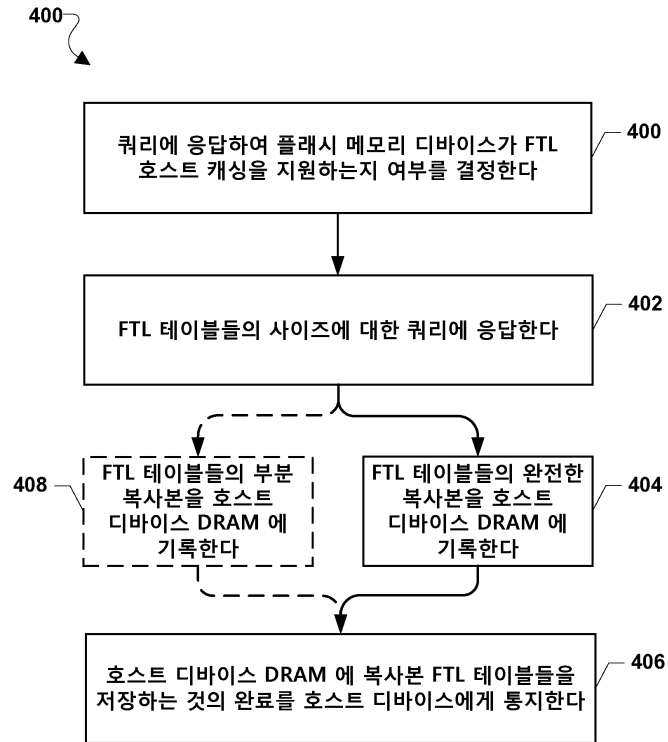 400
쿼리에 응답하여 플래시 메모리 디바이스가 FTL
호스트 캐싱을 지원하는지 여부를 결정한다
400
FTL 테이블들의 사이즈에 대한 쿼리에 응답한다
402
408
FTL 테이블들의 부분
복사본을 호스트
디바이스 DRAM 에
기록한다
FTL 테이블들의 완전한
복사본을 호스트
디바이스 DRAM 에
기록한다
404
호스트 디바이스 DRAM 에 복사본 FTL 테이블들을
저장하는 것의 완료를 호스트 디바이스에게 통지한다
406